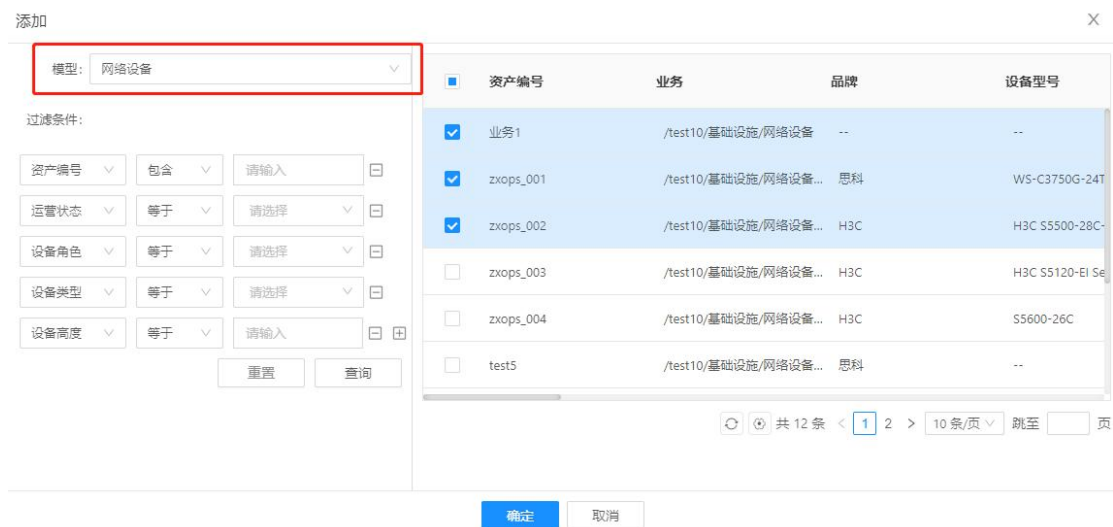 添加
模型: 网络设备
过滤条件:
资产编号 包含 请输入
运营状态 等于 请选择
设备角色 等于 请选择
设备类型 等于 请选择
设备高度 等于 请输入
重置 查询
资产编号 业务 品牌 设备型号
业务1 /test10/基础设施/网络设备 -- --
zxops_001 /test10/基础设施/网络设备... 思科 WS-C3750G-24T
zxops_002 /test10/基础设施/网络设备... H3C H3C S5500-28C-
zxops_003 /test10/基础设施/网络设备... H3C H3C S5120-EI Se
zxops_004 /test10/基础设施/网络设备... H3C S5600-26C
test5 /test10/基础设施/网络设备... 思科 --
共 12 条 < 1 2 > 10 条/页 跳至 页
确定 取消